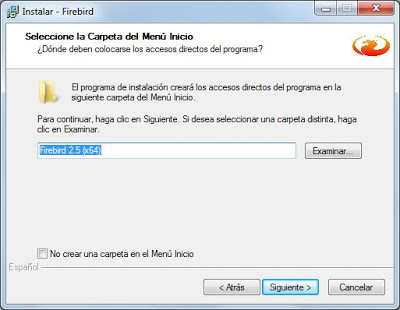 Instalar - Firebird
Seleccione la Carpeta del Menú Inicio
¿Dónde deben colocarse los accesos directos del programa?
El programa de instalación creará los accesos directos del programa en la
siguiente carpeta del Menú Inicio.
Para continuar, haga clic en Siguiente. Si desea seleccionar una carpeta distinta, haga
clic en Examinar.
Firebird 2.5 (x64)
Examinar...
No crear una carpeta en el Menú Inicio
Español
< Atrás
Siguiente >
Cancelar